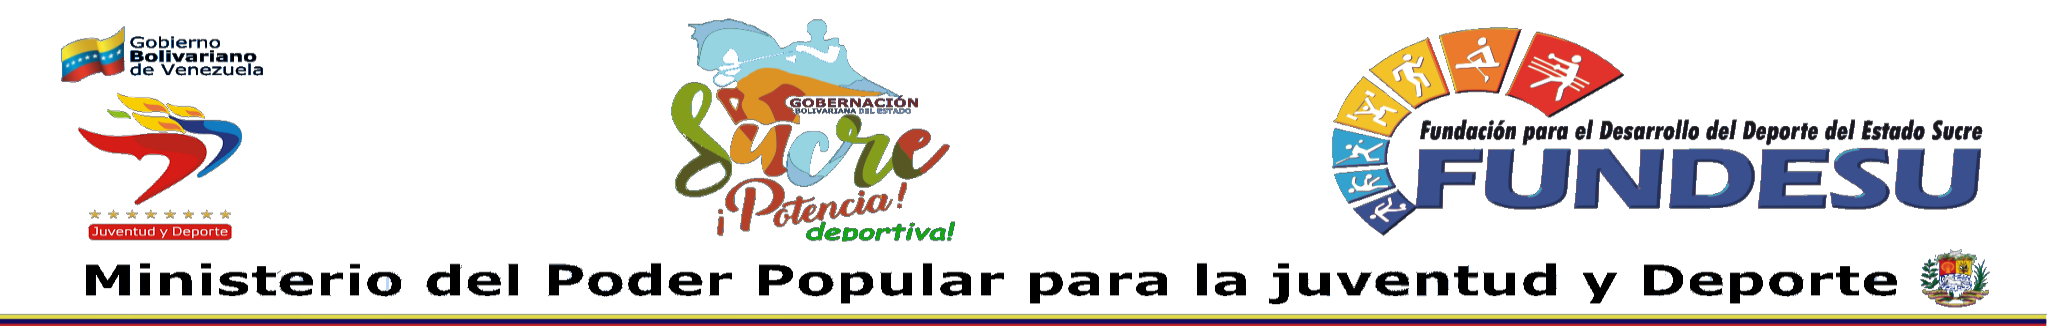 Gobierno
Bolivariano
de Venezuela
Juventud y Deporte
GOBERNACIÓN
BOLIVARIANA DEL ESTADO
Sucre
¡Potencia!
deportiva!
Fundación para el Desarrollo del Deporte del Estado Sucre
FUNDESU
Ministerio del Poder Popular para la juventud y Deporte